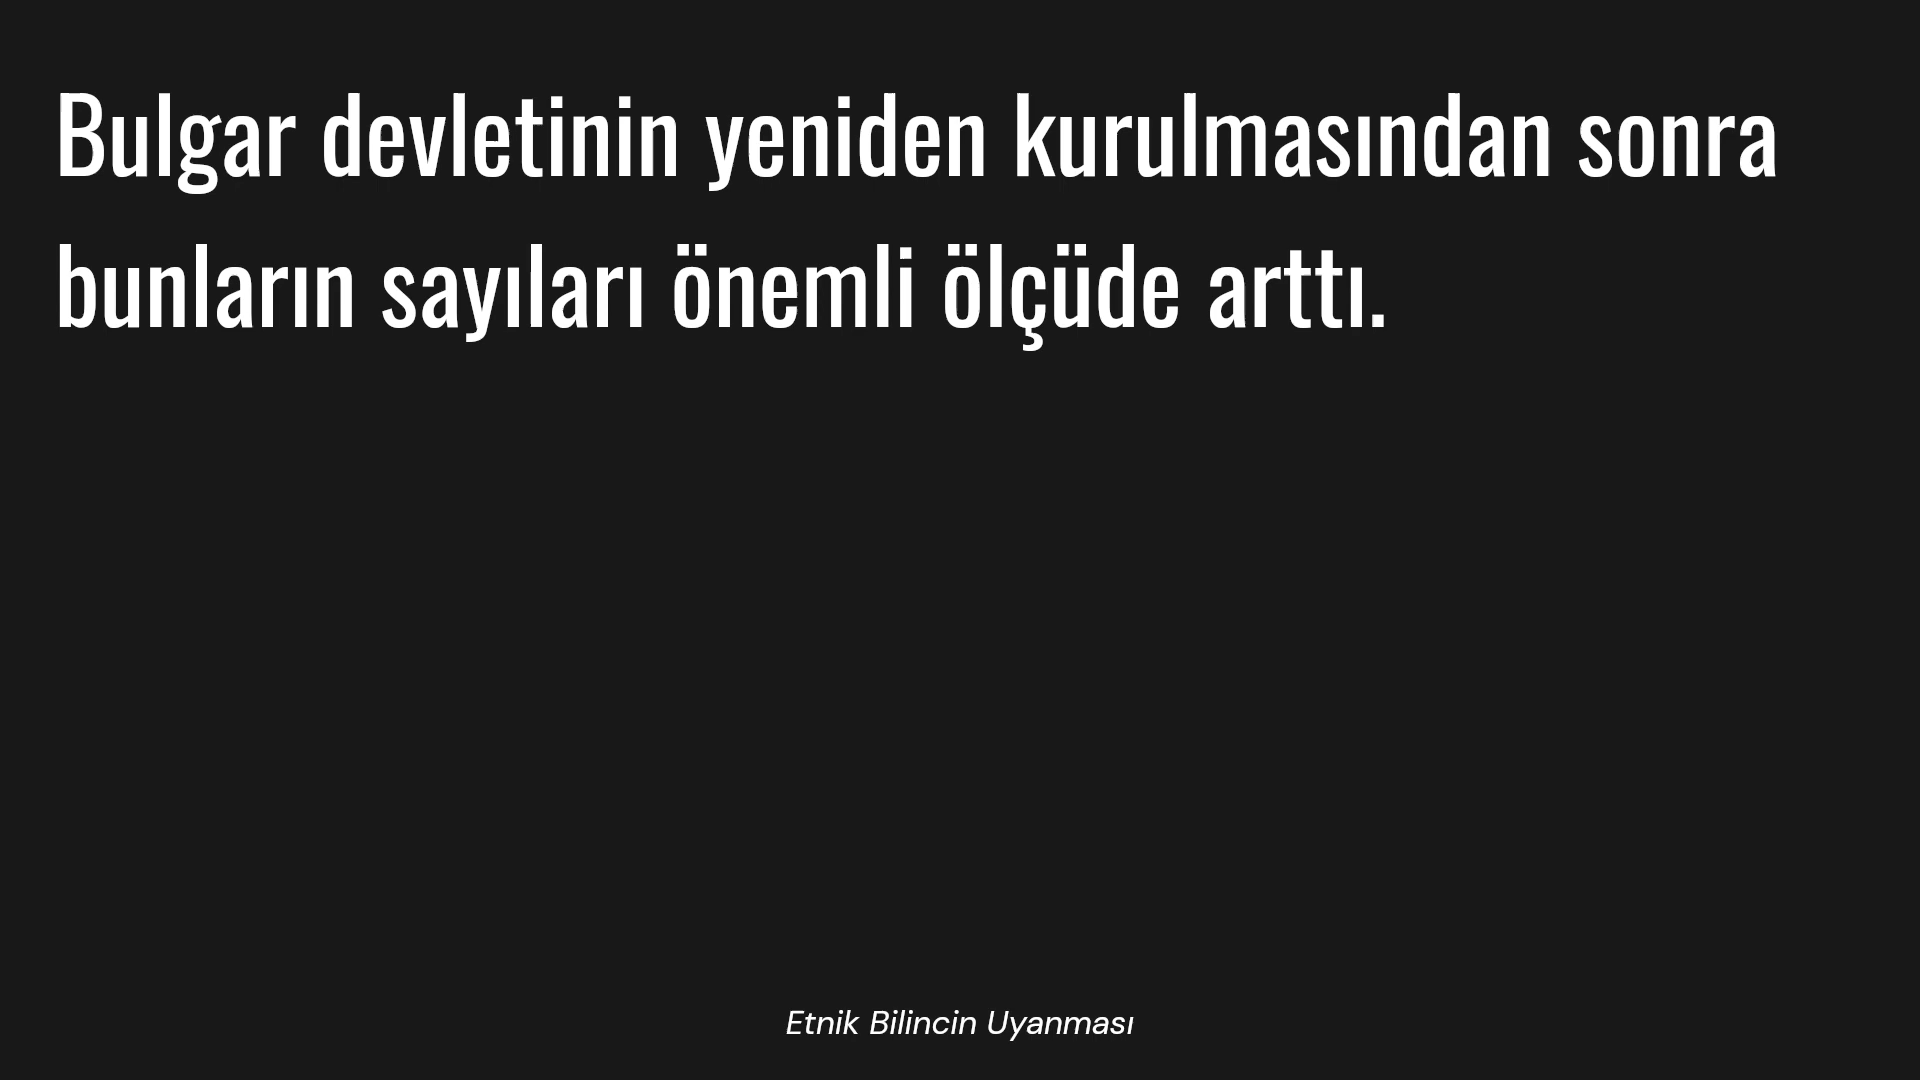 Bulgar devletinin yeniden kurulmasından sonra
bunların sayıları önemli ölçüde arttı.
Etnik Bilincin Uyanması